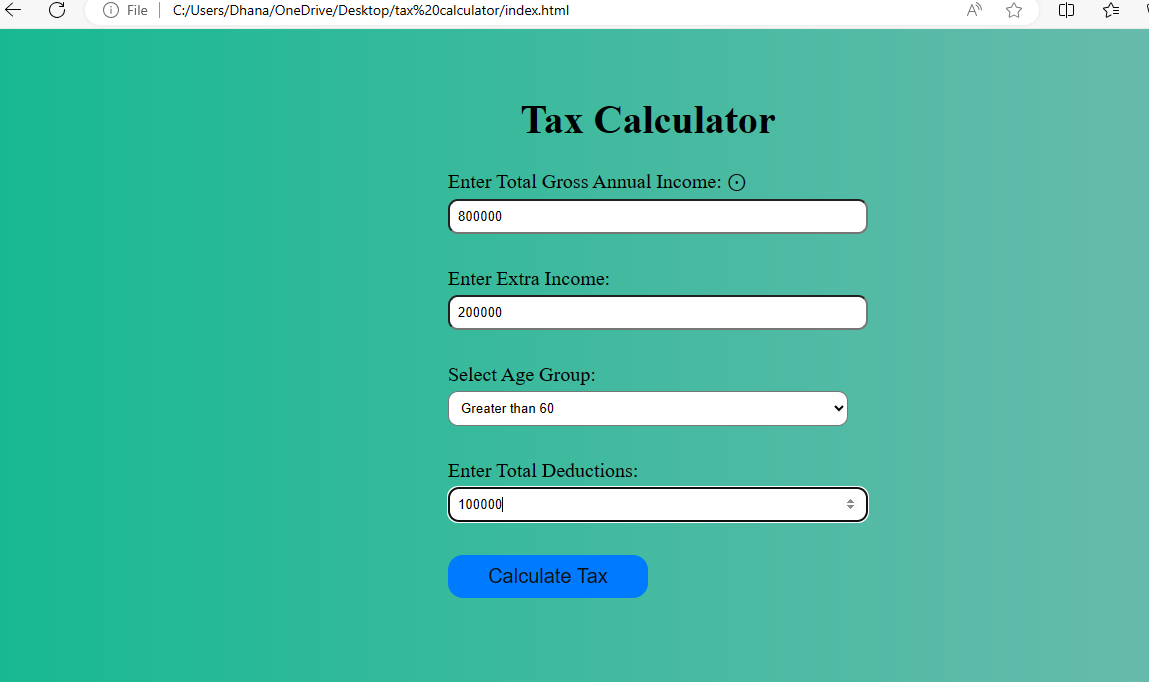 File C:/Users/Dhana/OneDrive/Desktop/tax%20calculator/index.html
Tax Calculator
Enter Total Gross Annual Income:
800000
Enter Extra Income:
200000
Select Age Group:
Greater than 60
Enter Total Deductions:
100000
Calculate Tax